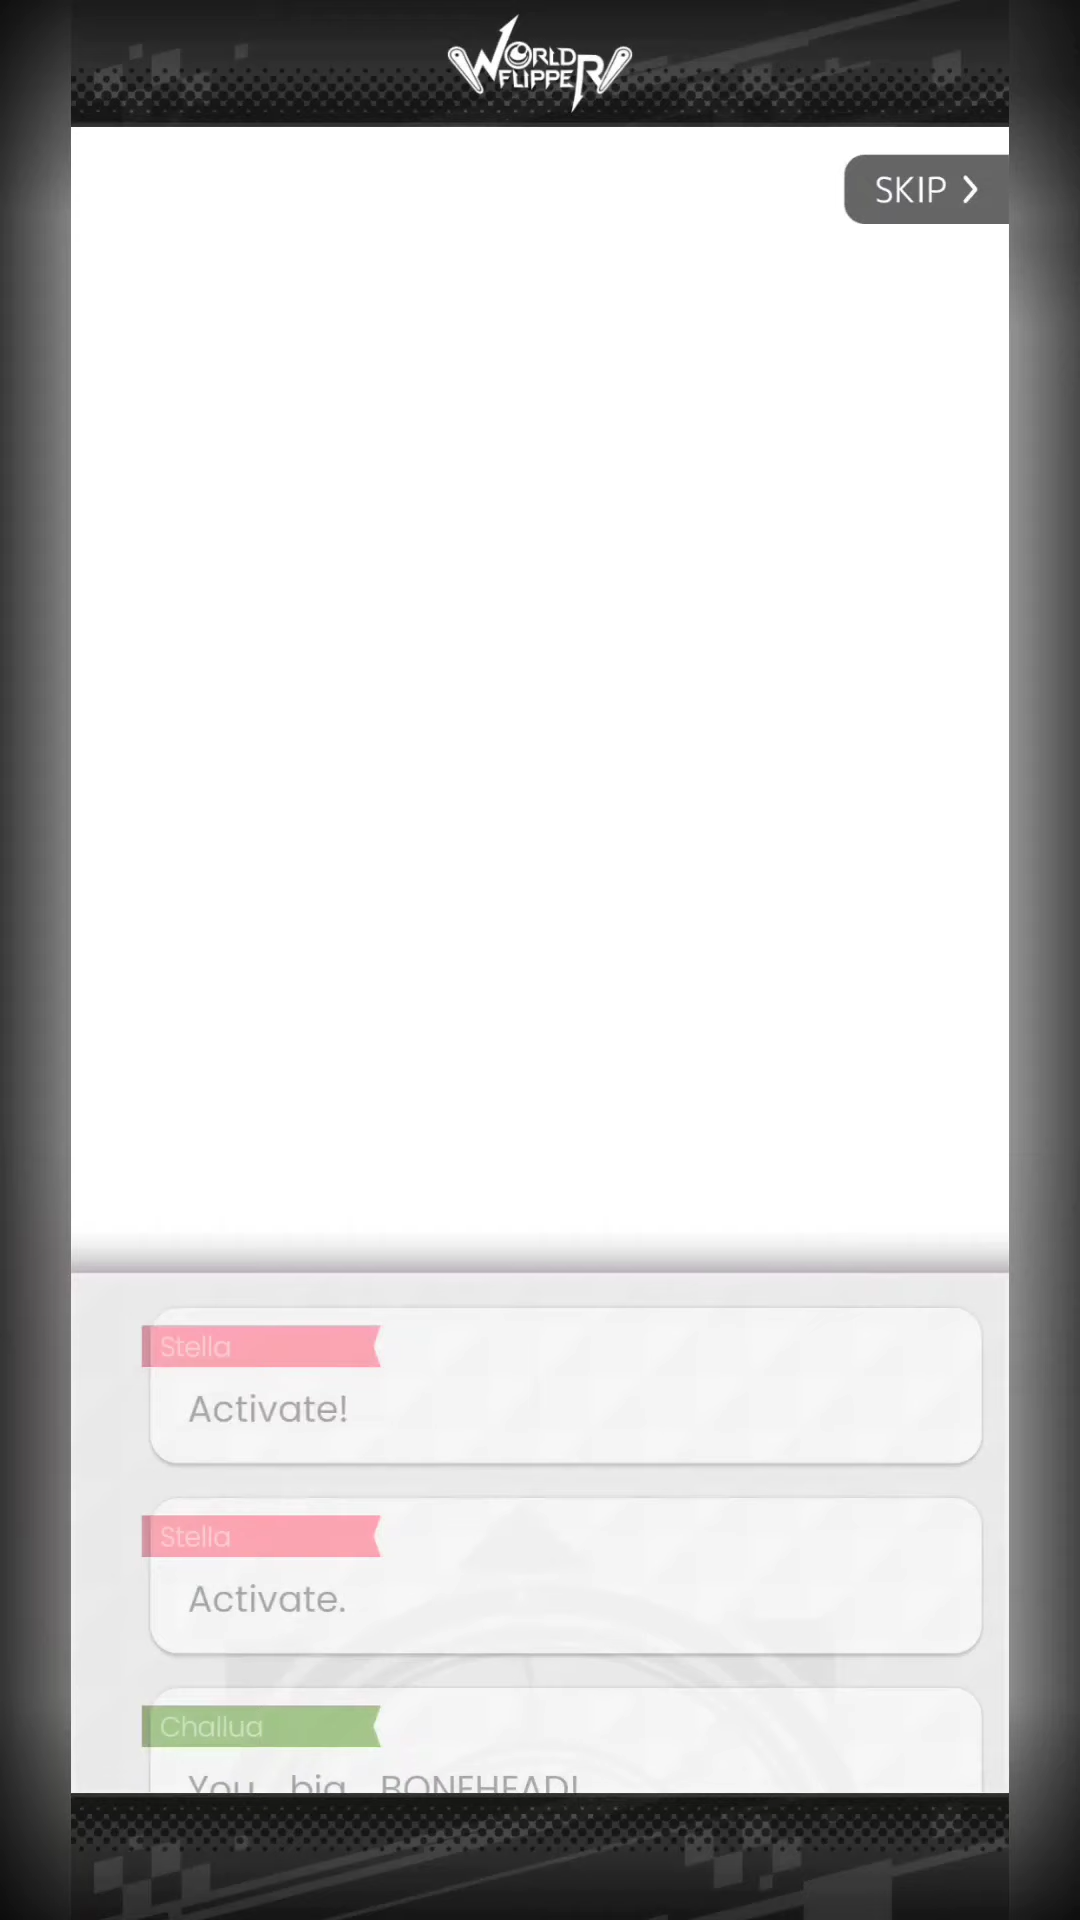 WORLD
FLIPPER
SKIP
Stella
Activate!
Stella
Activate.
Challua
You... big... BONEHEAD!